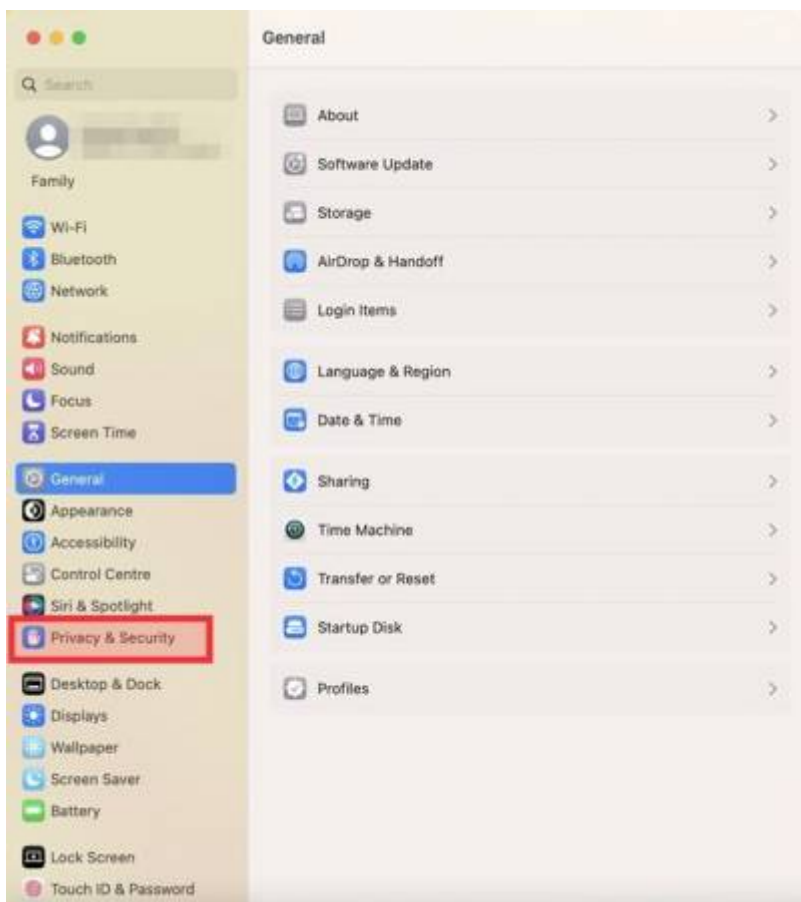 General
Search
Family
Wi-Fi
Bluetooth
Network
Notifications
Sound
Focus
Screen Time
General
Appearance
Accessibility
Control Centre
Siri & Spotlight
Privacy & Security
Desktop & Dock
Displays
Wallpaper
Screen Saver
Battery
Lock Screen
Touch ID & Password
About
Software Update
Storage
AirDrop & Handoff
Login Items
Language & Region
Date & Time
Sharing
Time Machine
Transfer or Reset
Startup Disk
Profiles